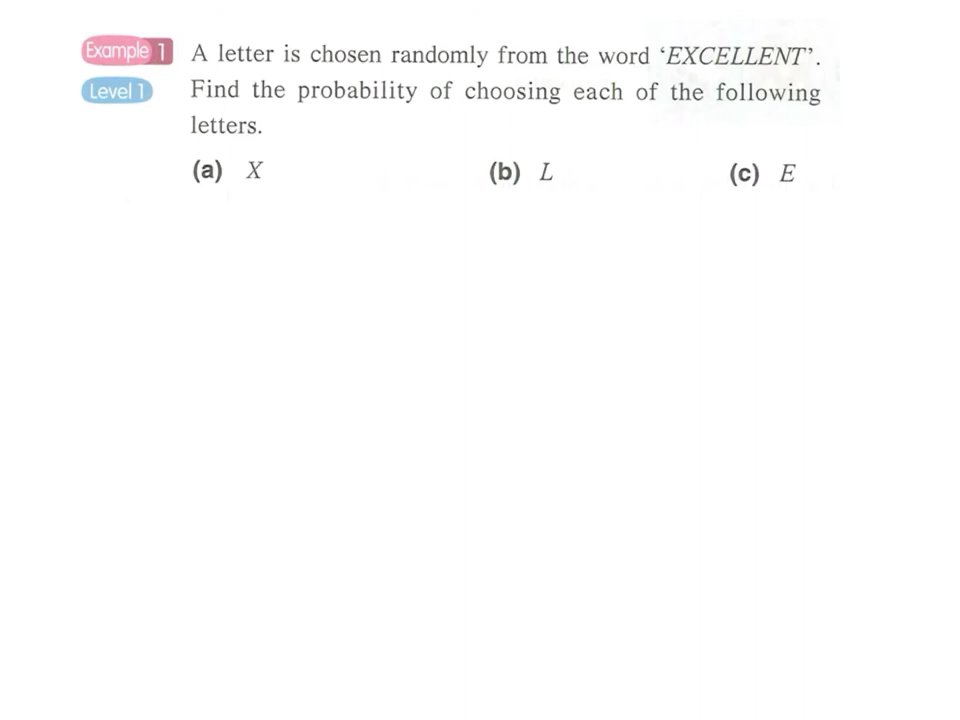 Example 1 A letter is chosen randomly from the word ‘EXCELLENT’.
Level 1 Find the probability of choosing each of the following
letters.
(a) X (b) L (c) E